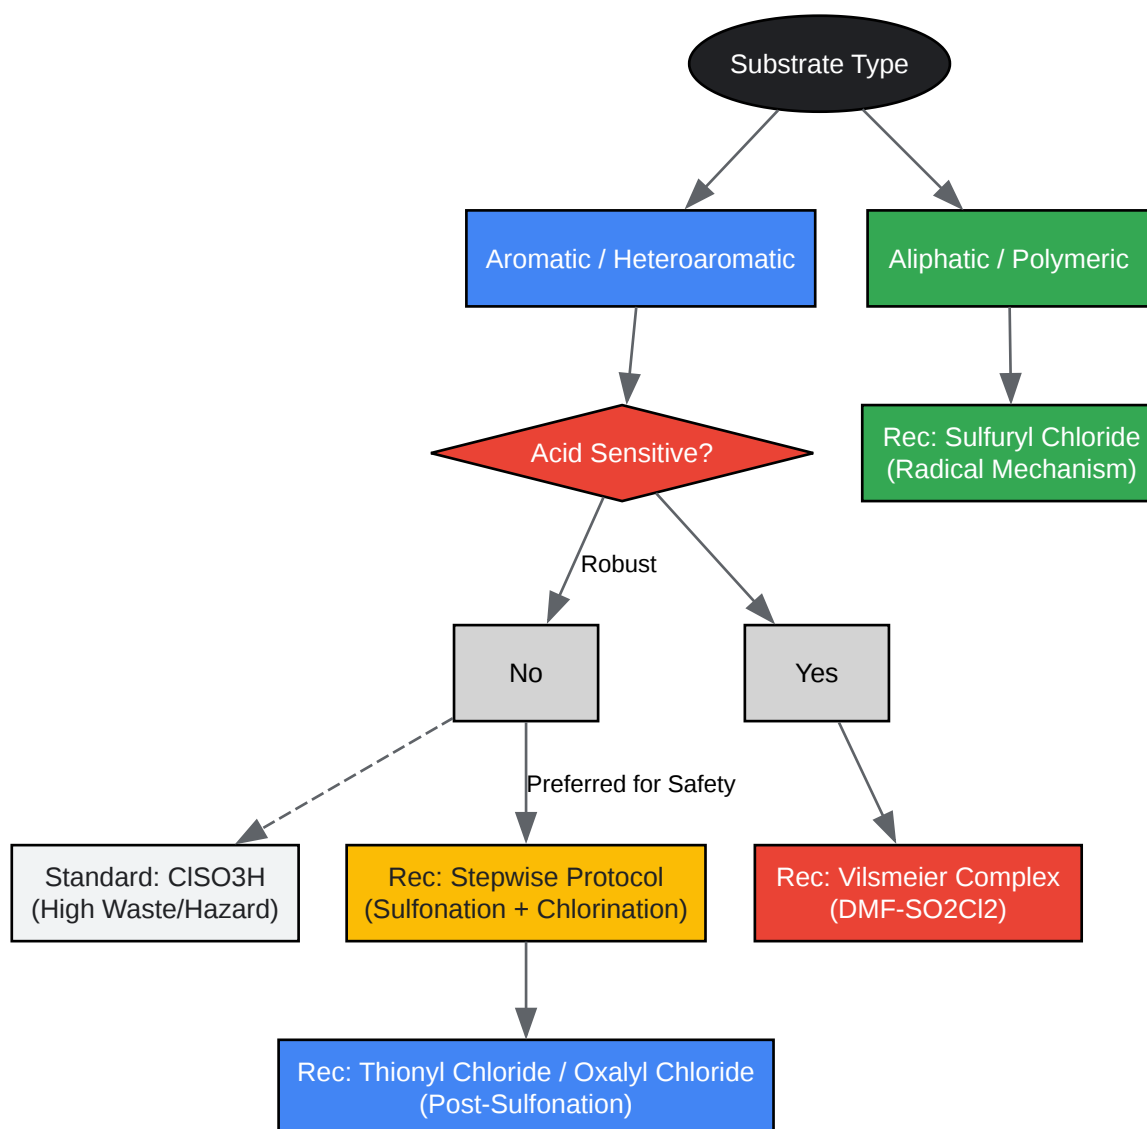 Substrate Type
Aromatic / Heteroaromatic
Aliphatic / Polymeric
Acid Sensitive?
Rec: Sulfuryl Chloride
(Radical Mechanism)
Robust
No
Yes
Preferred for Safety
Standard: ClSO3H
(High Waste/Hazard)
Rec: Stepwise Protocol
(Sulfonation + Chlorination)
Rec: Vilsmeier Complex
(DMF-SO2Cl2)
Rec: Thionyl Chloride / Oxalyl Chloride
(Post-Sulfonation)